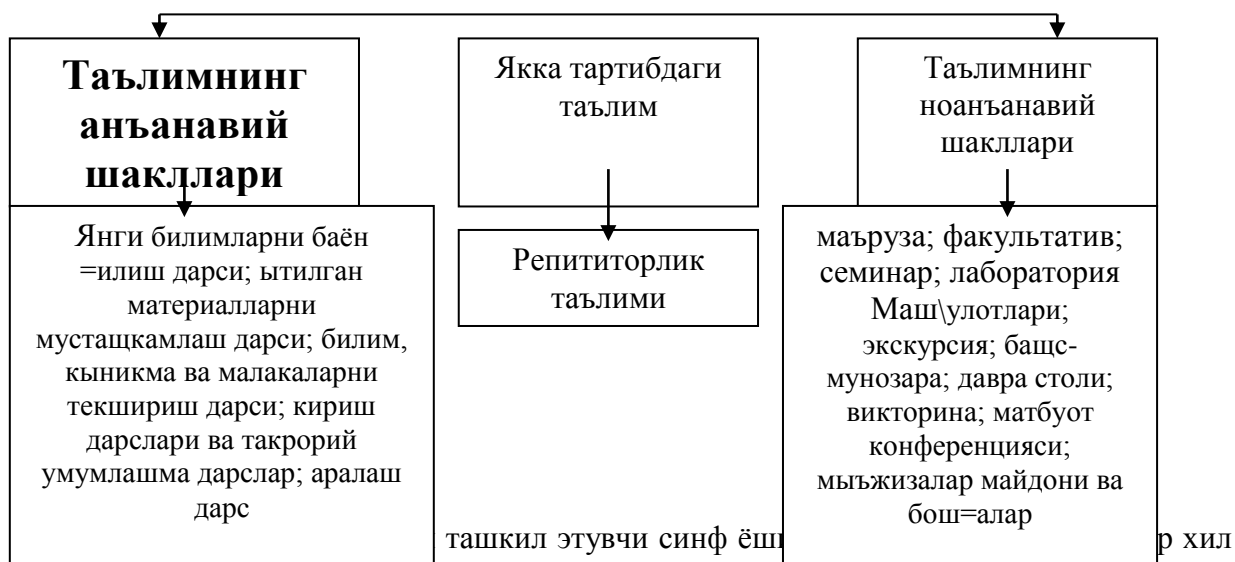 Таълимнинг
анъанавий
шакллари
Якка тартибдаги
таълим
Таълимнинг
ноанъанавий
шакллари
Янги билимларни баён
=илиш дарси; ытилган
материалларни
мустащкамлаш дарси; билим,
кыникма ва малакаларни
текшириш дарси; кириш
дарслари ва такрорий
умумлашма дарслар; аралаш
дарс
Репититорлик
таълими
маъруза; факультатив;
семинар; лаборатория
Маш\улотлари;
экскурсия; бащс-
мунозара; давра столи;
викторина; матбуот
конференцияси;
мыъжизалар майдони ва
бош=алар
ташкил этувчи синф хил